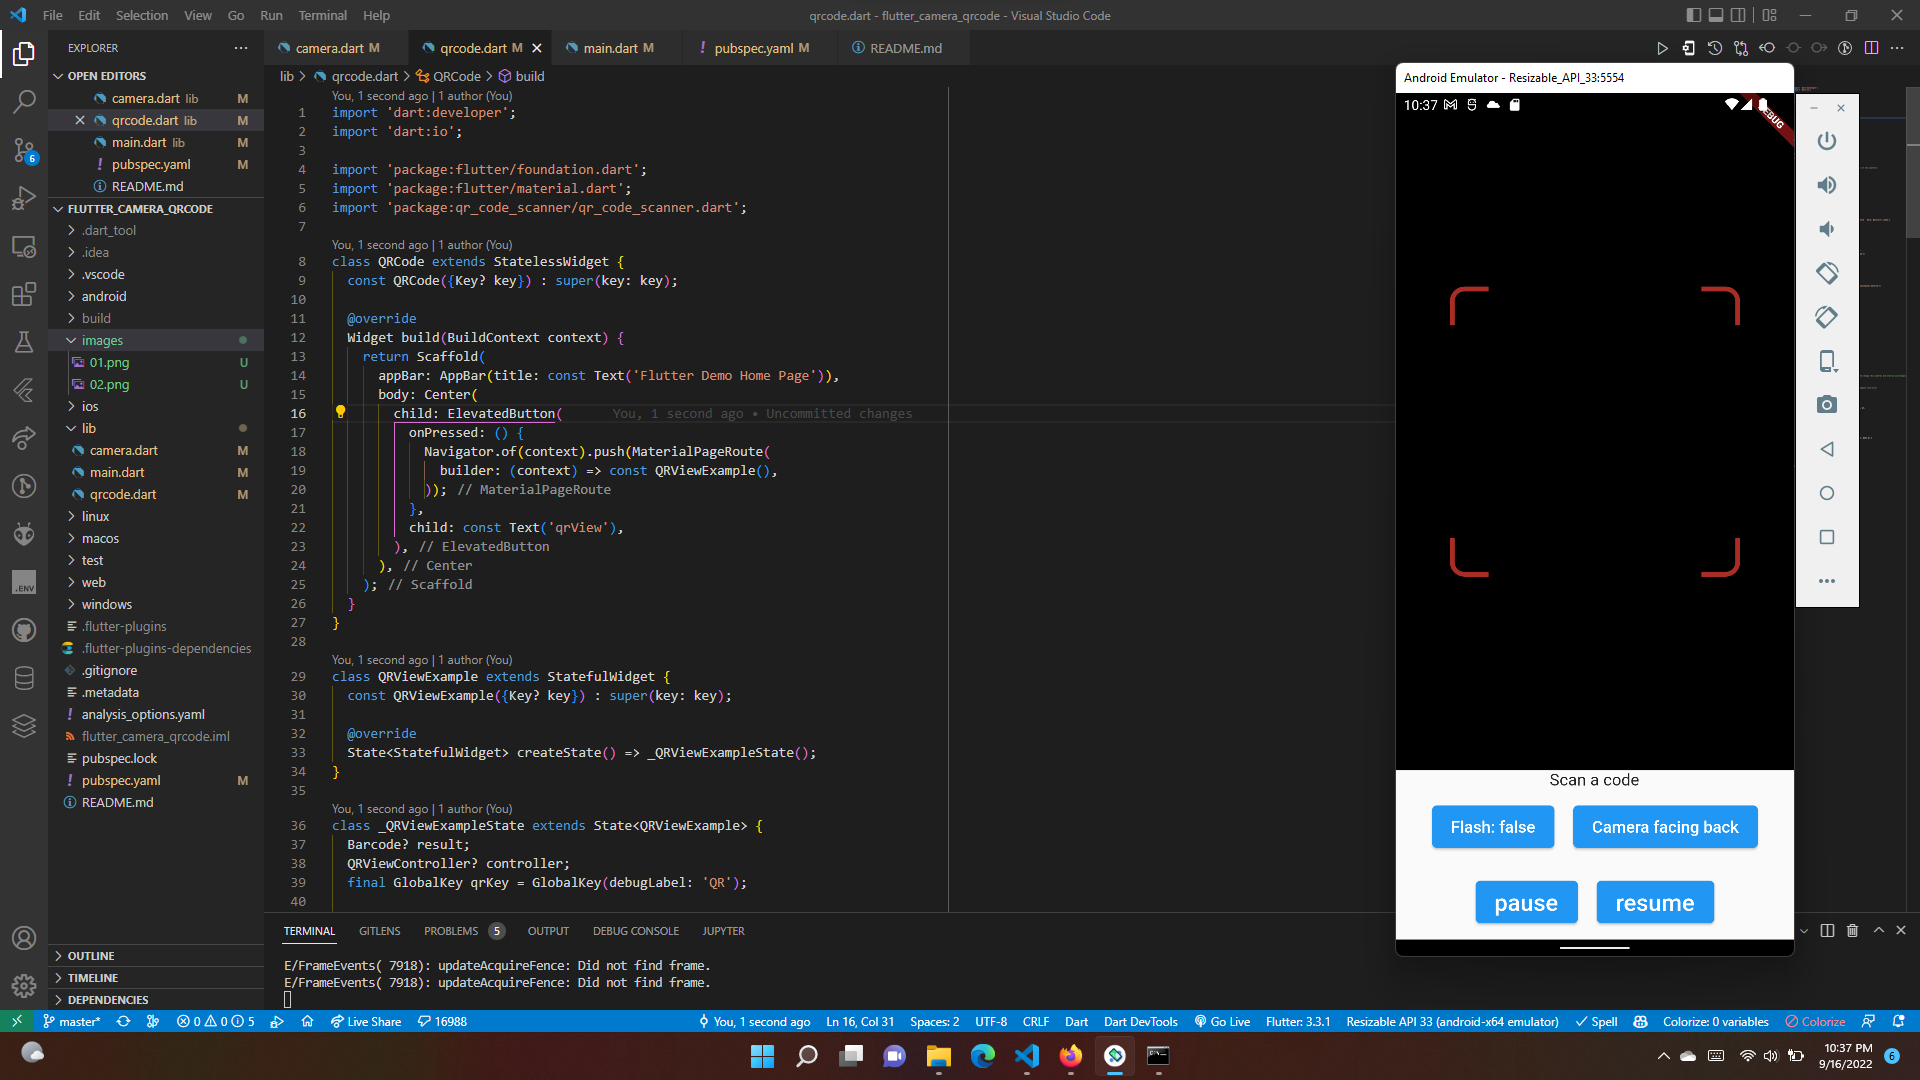 File Edit Selection View Go Run Terminal Help
qrcode.dart - flutter_camera_qrcode - Visual Studio Code
EXPLORER
OPEN EDITORS
camera.dart lib M
qrcode.dart lib M
main.dart lib M
pubspec.yaml M
README.md
FLUTTER_CAMERA_QRCODE
.dart_tool
.idea
.vscode
android
build
images
01.png U
02.png U
ios
lib
camera.dart M
main.dart M
qrcode.dart M
linux
macos
test
web
windows
.flutter-plugins
.flutter-plugins-dependencies
.gitignore
.metadata
analysis_options.yaml
flutter_camera_qrcode.iml
pubspec.lock
pubspec.yaml M
README.md
OUTLINE
TIMELINE
DEPENDENCIES
6
.ENV
camera.dart M qrcode.dart M main.dart M pubspec.yaml M README.md
lib > qrcode.dart > QRCode > build
You, 1 second ago | 1 author (You)
1 import 'dart:developer';
2 import 'dart:io';
3
4 import 'package:flutter/foundation.dart';
5 import 'package:flutter/material.dart';
6 import 'package:qr_code_scanner/qr_code_scanner.dart';
7
You, 1 second ago | 1 author (You)
8 class QRCode extends StatelessWidget {
9 const QRCode({Key? key}) : super(key: key);
10
11 @override
12 Widget build(BuildContext context) {
13 return Scaffold(
14 appBar: AppBar(title: const Text('Flutter Demo Home Page')),
15 body: Center(
16 child: ElevatedButton( You, 1 second ago • Uncommitted changes
17 onPressed: () {
18 Navigator.of(context).push(MaterialPageRoute(
19 builder: (context) => const QRViewExample(),
20 )); // MaterialPageRoute
21 },
22 child: const Text('qrView'),
23 ), // ElevatedButton
24 ), // Center
25 ); // Scaffold
26 }
27 }
28
You, 1 second ago | 1 author (You)
29 class QRViewExample extends StatefulWidget {
30 const QRViewExample({Key? key}) : super(key: key);
31
32 @override
33 State<StatefulWidget> createState() => _QRViewExampleState();
34 }
35
You, 1 second ago | 1 author (You)
36 class _QRViewExampleState extends State<QRViewExample> {
37 Barcode? result;
38 QRViewController? controller;
39 final GlobalKey qrKey = GlobalKey(debugLabel: 'QR');
40
TERMINAL GITLENS PROBLEMS 5 OUTPUT DEBUG CONSOLE JUPYTER
E/FrameEvents( 7918): updateAcquireFence: Did not find frame.
E/FrameEvents( 7918): updateAcquireFence: Did not find frame.
Android Emulator - Resizable_API_33:5554
10:37
Scan a code
Flash: false Camera facing back
pause resume
master* 0 0 5 Live Share 16988 You, 1 second ago Ln 16, Col 31 Spaces: 2 UTF-8 CRLF Dart Dart DevTools Go Live Flutter: 3.3.1 Resizable API 33 (android-x64 emulator) Spell Colorize: 0 variables Colorize
10:37 PM
9/16/2022
6